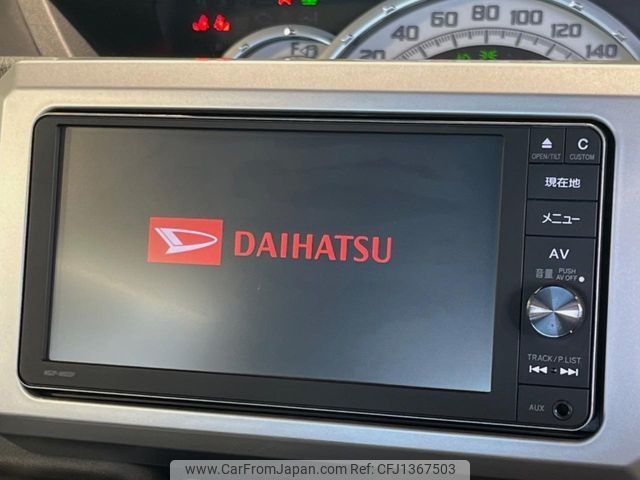 20 60 80 100 120 140
F
OPEN/TILT
C
CUSTOM
現在地
メニュー
AV
音量 PUSH
AV OFF
DAIHATSU
TRACK/P.LIST
AUX
www.CarFromJapan.com ref:CFJ1367503